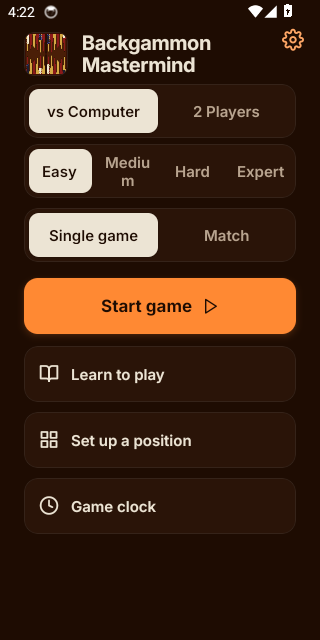 4:22
Backgammon
Mastermind
vs Computer
2 Players
Easy
Mediu
m
Hard
Expert
Single game
Match
Start game
Learn to play
Set up a position
Game clock